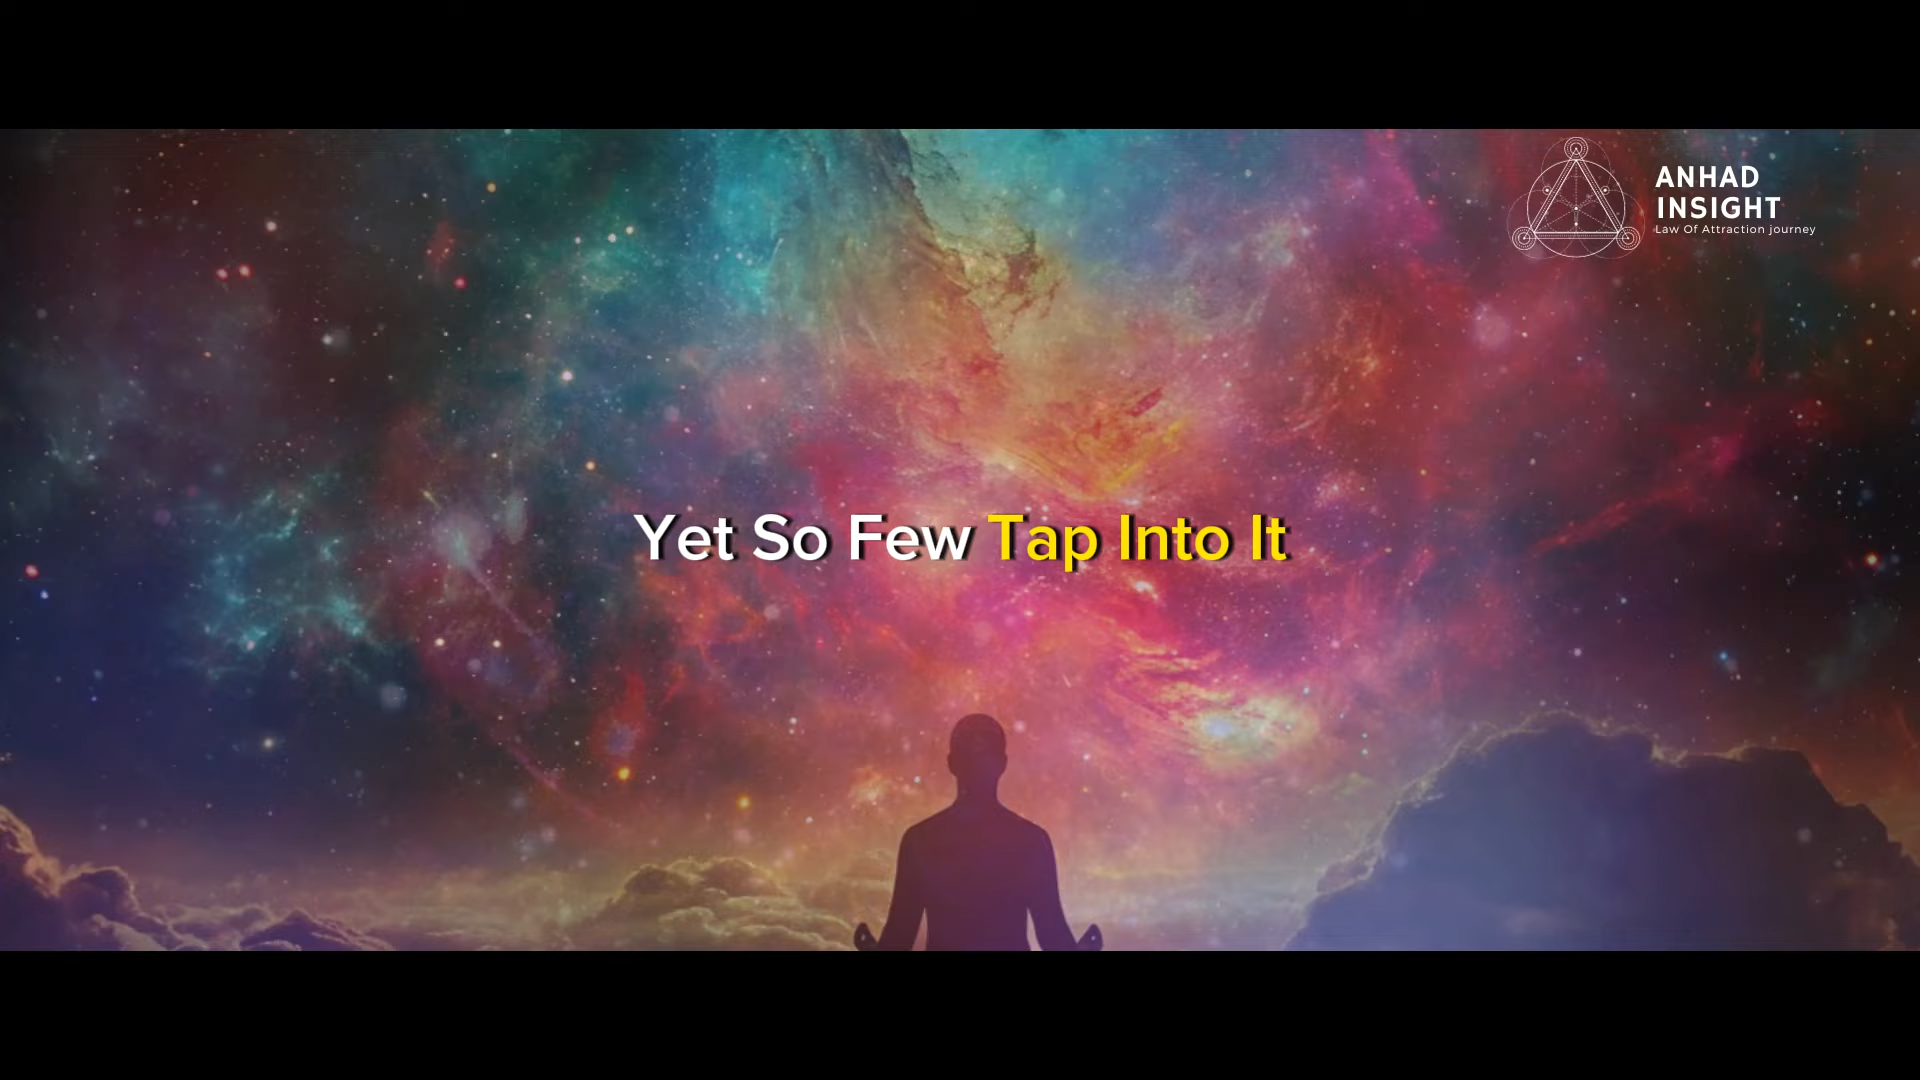 ANHAD
INSIGHT
Law Of Attraction journey
Yet So Few Tap Into It